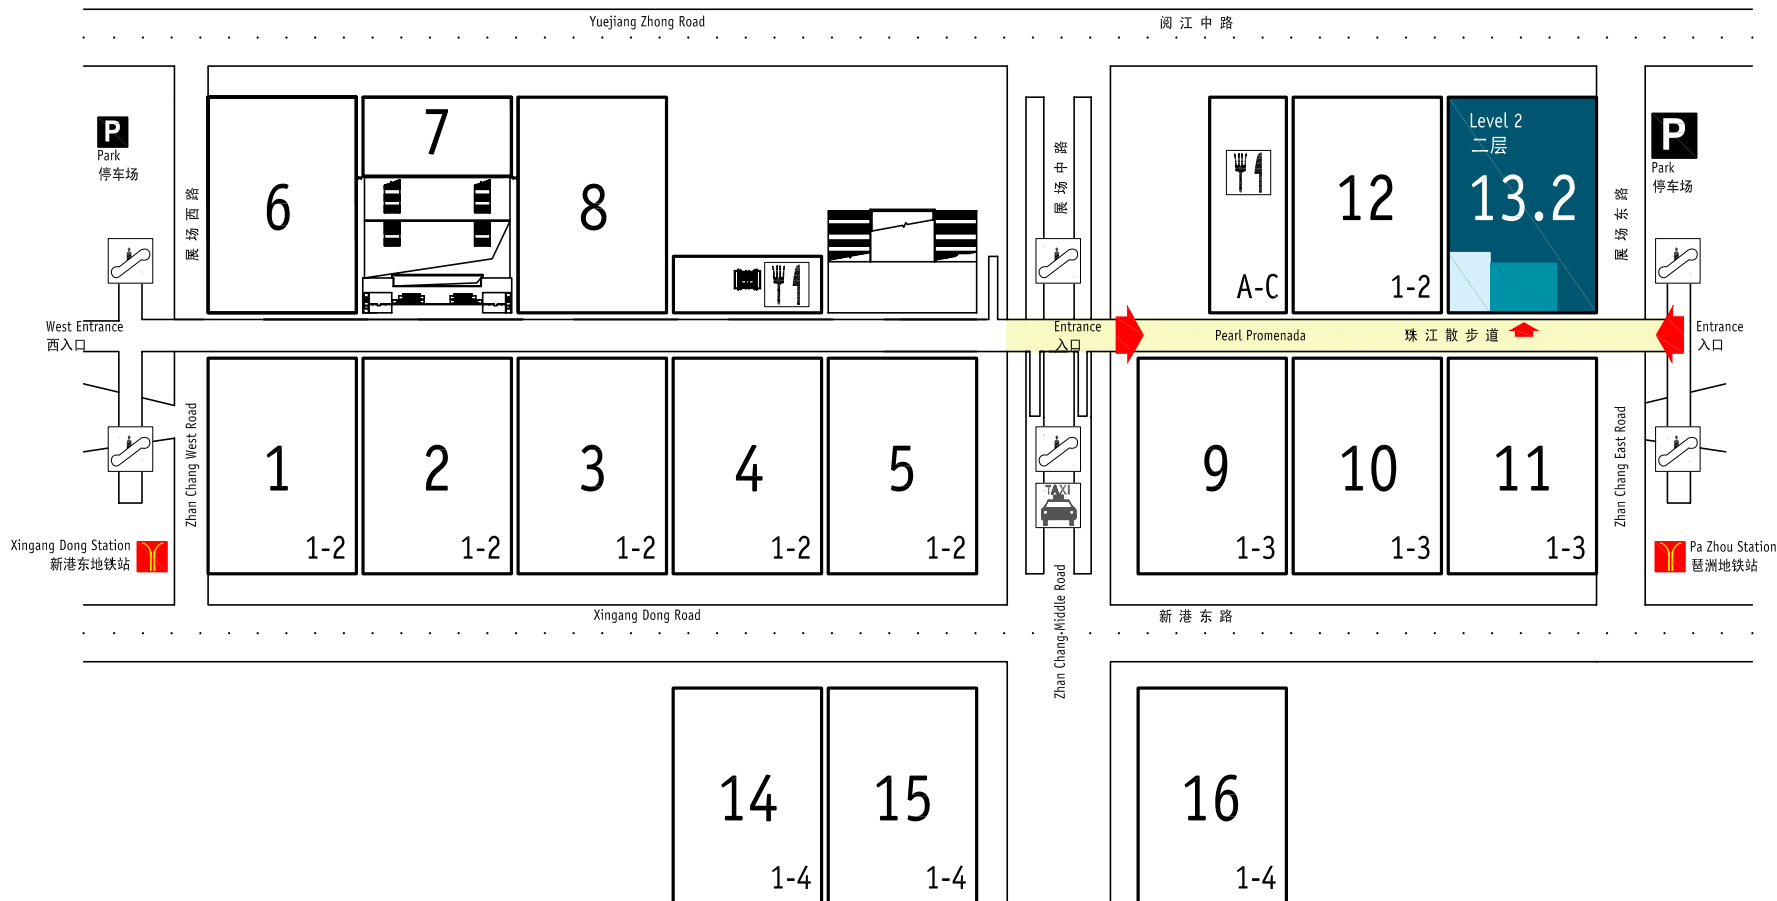 Yuejiang Zhong Road
阅江中路
P
Park
停车场
展场西路
6
7
8
展场中路
A-C
12
1-2
Level 2
二层
13.2
展场东路
P
Park
停车场
West Entrance
西入口
Entrance
入口
Pearl Promenada
珠江散步道
Entrance
入口
Zhan Chang West Road
1
1-2
2
1-2
3
1-2
4
1-2
5
1-2
TAXI
9
1-3
10
1-3
11
1-3
Zhan Chang East Road
Xingang Dong Station
新港东地铁站
Pa Zhou Station
琶洲地铁站
Xingang Dong Road
新港东路
Zhan Chang-Middle Road
14
1-4
15
1-4
16
1-4